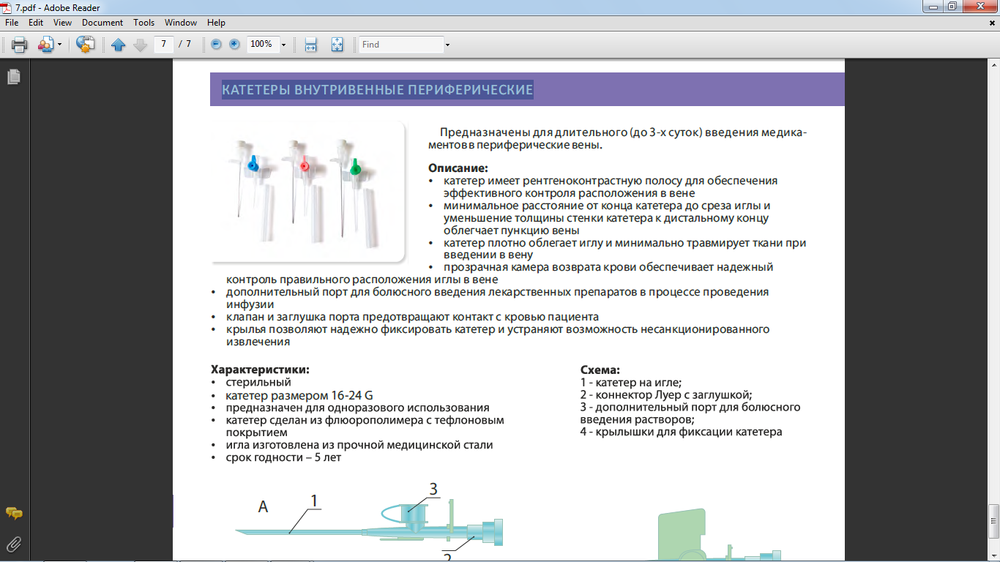 7.pdf - Adobe Reader
File Edit View Document Tools Window Help
7 / 7 100% Find
КАТЕТЕРЫ ВНУТРИВЕННЫЕ ПЕРИФЕРИЧЕСКИЕ
Предназначены для длительного (до 3-х суток) введения медика-
ментов в периферические вены.
Описание:
• катетер имеет рентгеноконтрастную полосу для обеспечения
эффективного контроля расположения в вене
• минимальное расстояние от конца катетера до среза иглы и
уменьшение толщины стенки катетера к дистальному концу
облегчает пункцию вены
• катетер плотно облегает иглу и минимально травмирует ткани при
введении в вену
• прозрачная камера возврата крови обеспечивает надежный
контроль правильного расположения иглы в вене
• дополнительный порт для болюсного введения лекарственных препаратов в процессе проведения
инфузии
• клапан и заглушка порта предотвращают контакт с кровью пациента
• крылья позволяют надежно фиксировать катетер и устраняют возможность несанкционированного
извлечения
Характеристики:
• стерильный
• катетер размером 16-24 G
• предназначен для одноразового использования
• катетер сделан из флюорополимера с тефлоновым
покрытием
• игла изготовлена из прочной медицинской стали
• срок годности – 5 лет
Схема:
1 - катетер на игле;
2 - коннектор Луер с заглушкой;
3 - дополнительный порт для болюсного
введения растворов;
4 - крылышки для фиксации катетера
A 1 3
2